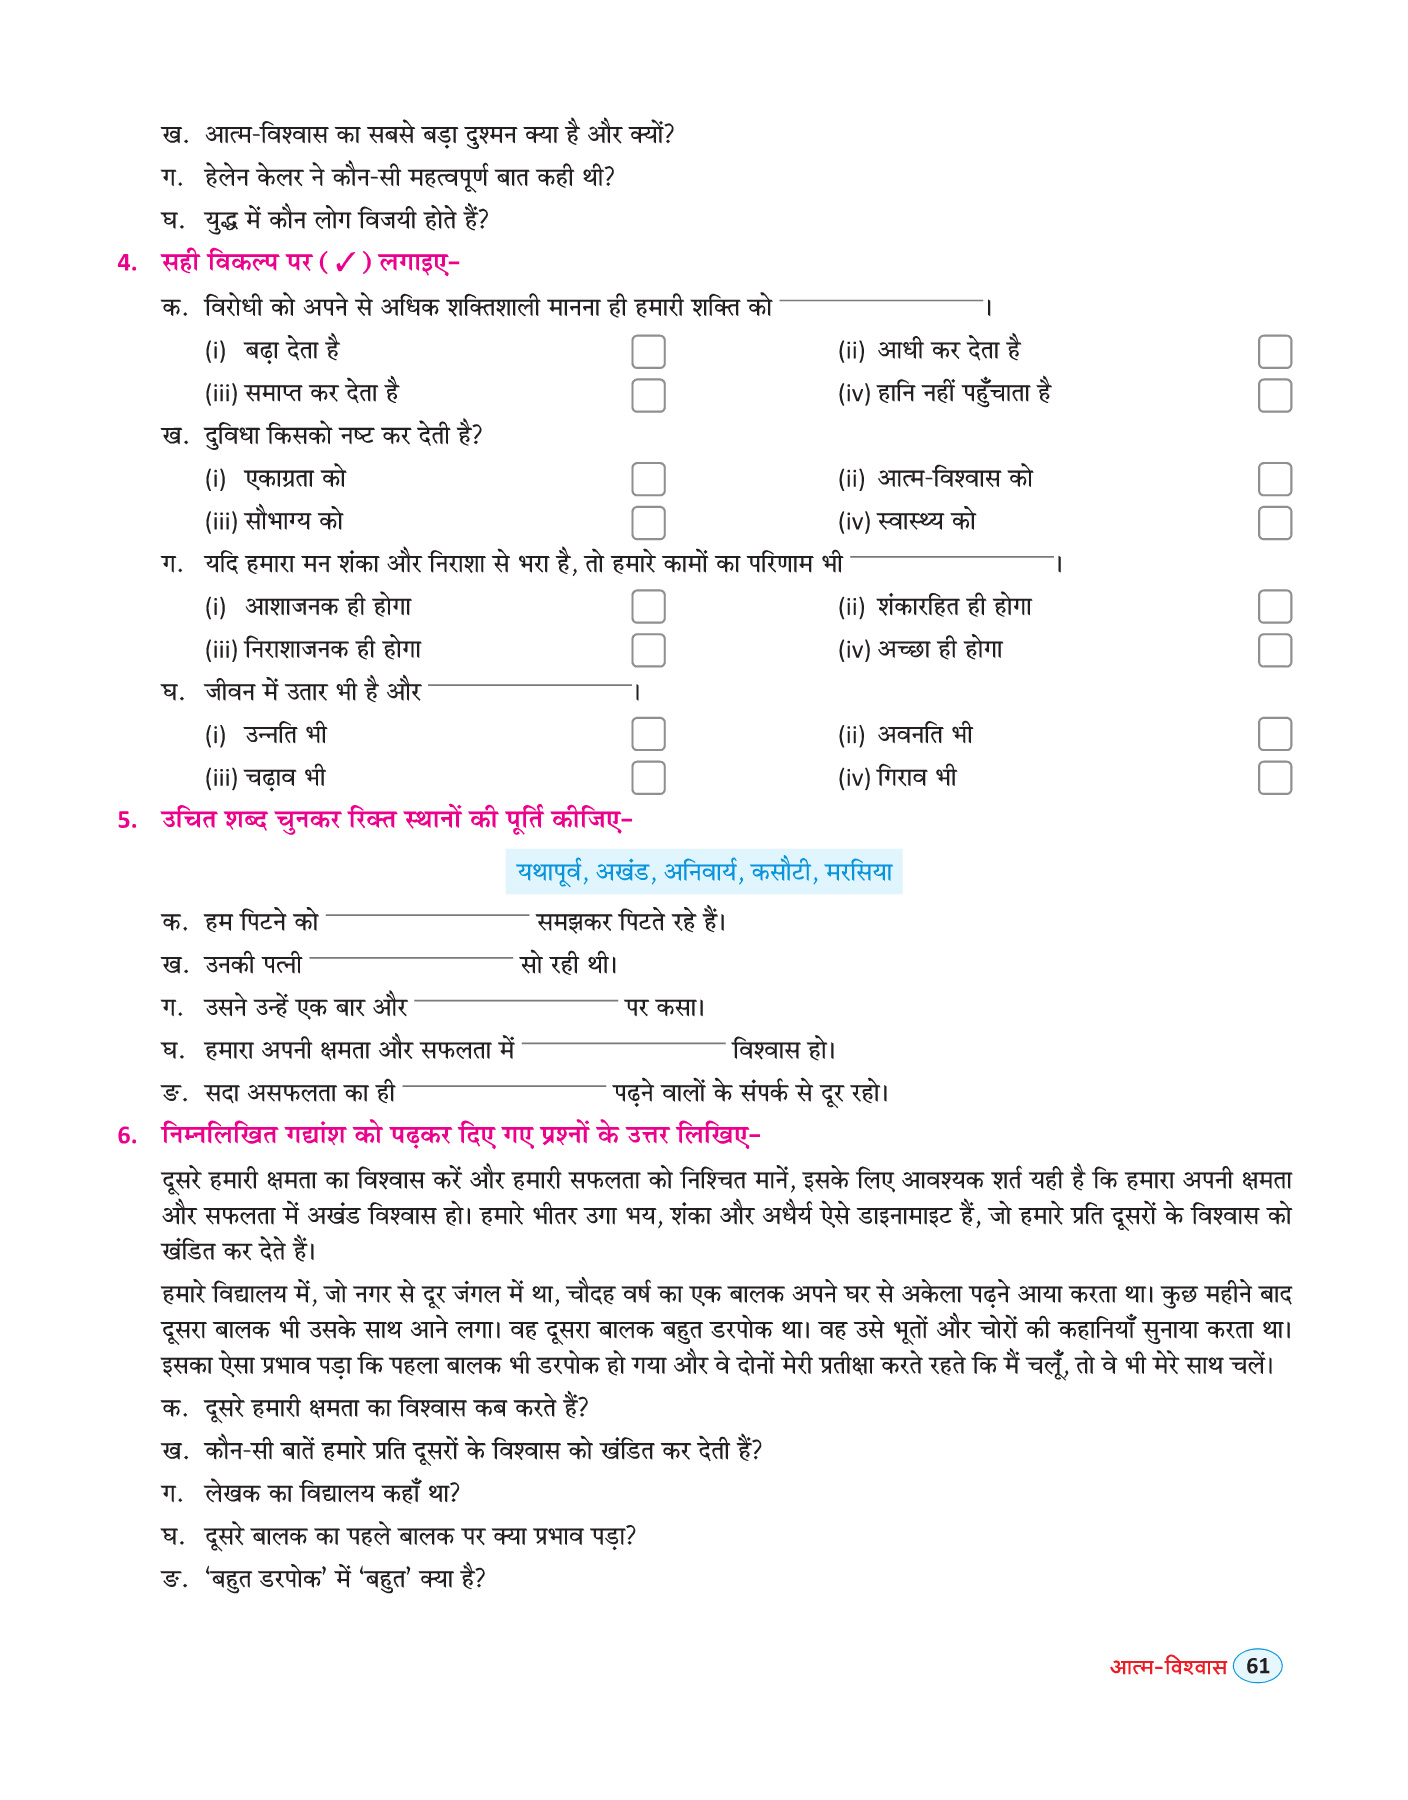 ख. आत्म-विश्वास का सबसे बड़ा दुश्मन क्या है और क्यों?
ग. हेलेन केलर ने कौन-सी महत्वपूर्ण बात कही थी?
घ. युद्ध में कौन लोग विजयी होते हैं?
4. सही विकल्प पर (✓) लगाइए–
क. विरोधी को अपने से अधिक शक्तिशाली मानना ही हमारी शक्ति को ____________________।
(i) बढ़ा देता है (ii) आधी कर देता है
(iii) समाप्त कर देता है (iv) हानि नहीं पहुँचाता है
ख. दुविधा किसको नष्ट कर देती है?
(i) एकाग्रता को (ii) आत्म-विश्वास को
(iii) सौभाग्य को (iv) स्वास्थ्य को
ग. यदि हमारा मन शंका और निराशा से भरा है, तो हमारे कामों का परिणाम भी ____________________।
(i) आशाजनक ही होगा (ii) शंकारहित ही होगा
(iii) निराशाजनक ही होगा (iv) अच्छा ही होगा
घ. जीवन में उतार भी है और ____________________।
(i) उन्नति भी (ii) अवनति भी
(iii) चढ़ाव भी (iv) गिराव भी
5. उचित शब्द चुनकर रिक्त स्थानों की पूर्ति कीजिए–
यथापूर्व, अखंड, अनिवार्य, कसौटी, मरसिया
क. हम पिटने को ____________________ समझकर पिटते रहे हैं।
ख. उनकी पत्नी ____________________ सो रही थी।
ग. उसने उन्हें एक बार और ____________________ पर कसा।
घ. हमारा अपनी क्षमता और सफलता में ____________________ विश्वास हो।
ङ. सदा असफलता का ही ____________________ पढ़ने वालों के संपर्क से दूर रहो।
6. निम्नलिखित गद्यांश को पढ़कर दिए गए प्रश्नों के उत्तर लिखिए–
दूसरे हमारी क्षमता का विश्वास करें और हमारी सफलता को निश्चित मानें, इसके लिए आवश्यक शर्त यही है कि हमारा अपनी क्षमता
और सफलता में अखंड विश्वास हो। हमारे भीतर उगा भय, शंका और अधैर्य ऐसे डाइनामाइट हैं, जो हमारे प्रति दूसरों के विश्वास को
खंडित कर देते हैं।
हमारे विद्यालय में, जो नगर से दूर जंगल में था, चौदह वर्ष का एक बालक अपने घर से अकेला पढ़ने आया करता था। कुछ महीने बाद
दूसरा बालक भी उसके साथ आने लगा। वह दूसरा बालक बहुत डरपोक था। वह उसे भूतों और चोरों की कहानियाँ सुनाया करता था।
इसका ऐसा प्रभाव पड़ा कि पहला बालक भी डरपोक हो गया और वे दोनों मेरी प्रतीक्षा करते रहते कि मैं चलूँ, तो वे भी मेरे साथ चलें।
क. दूसरे हमारी क्षमता का विश्वास कब करते हैं?
ख. कौन-सी बातें हमारे प्रति दूसरों के विश्वास को खंडित कर देती हैं?
ग. लेखक का विद्यालय कहाँ था?
घ. दूसरे बालक का पहले बालक पर क्या प्रभाव पड़ा?
ङ. ‘बहुत डरपोक’ में ‘बहुत’ क्या है?
आत्म-विश्वास 61